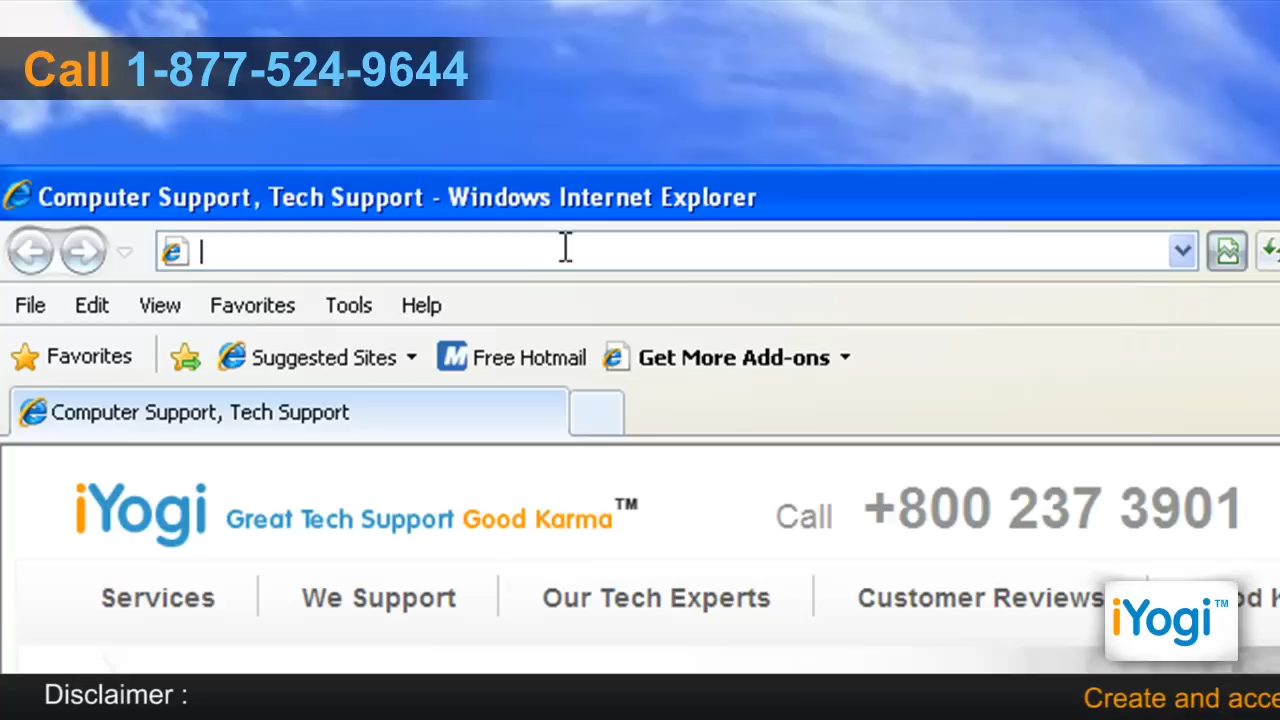 Call 1-877-524-9644
Computer Support, Tech Support - Windows Internet Explorer
File Edit View Favorites Tools Help
Favorites Suggested Sites Free Hotmail Get More Add-ons
Computer Support, Tech Support
iYogi Great Tech Support Good Karma™ Call +800 237 3901
Services We Support Our Tech Experts Customer Reviews
iYogi™
Disclaimer : Create and acce